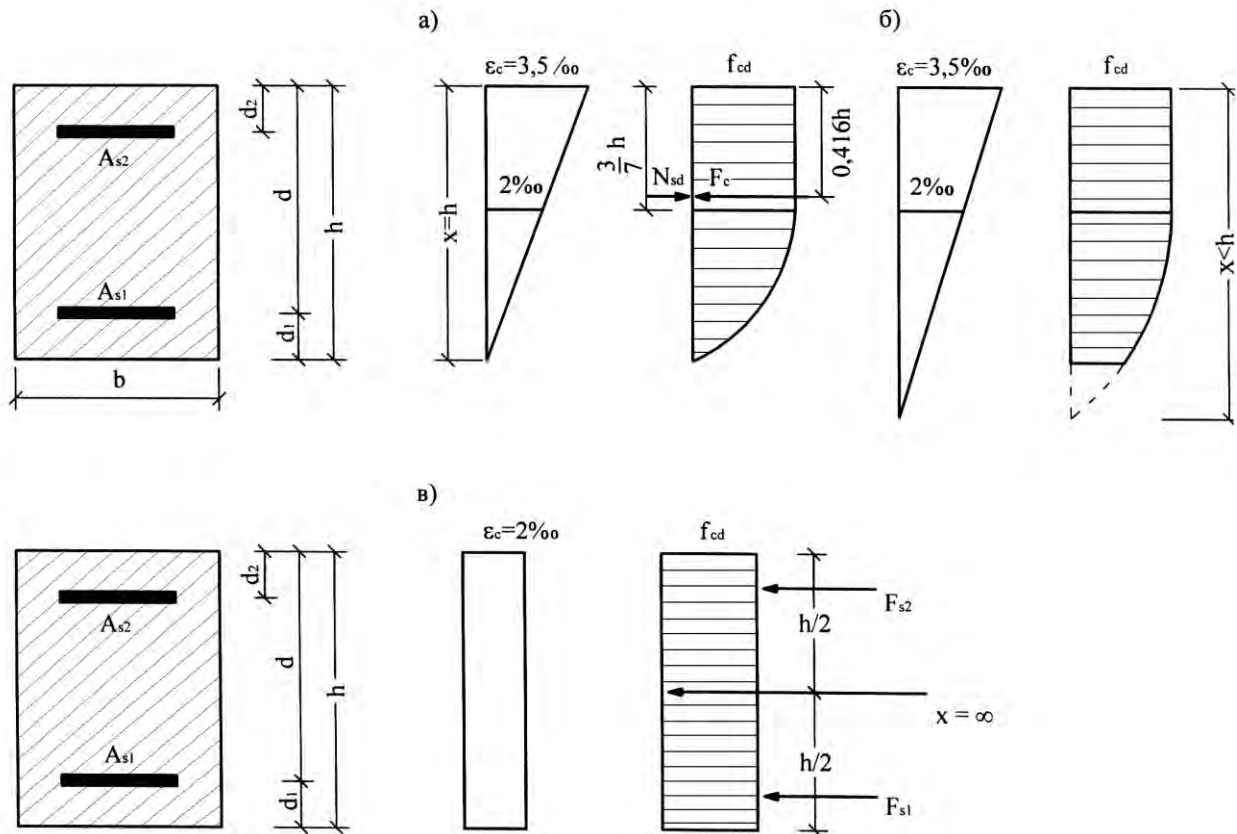 а)
б)
εc=3,5 ‰
fcd
εc=3,5‰
fcd
d2
As2
d
h
3/7 h
0,416h
Nsd
Fc
2‰
2‰
x=h
x<h
As1
d1
b
в)
εc=2‰
fcd
d2
As2
Fs2
h/2
d
h
x = ∞
As1
h/2
d1
Fs1